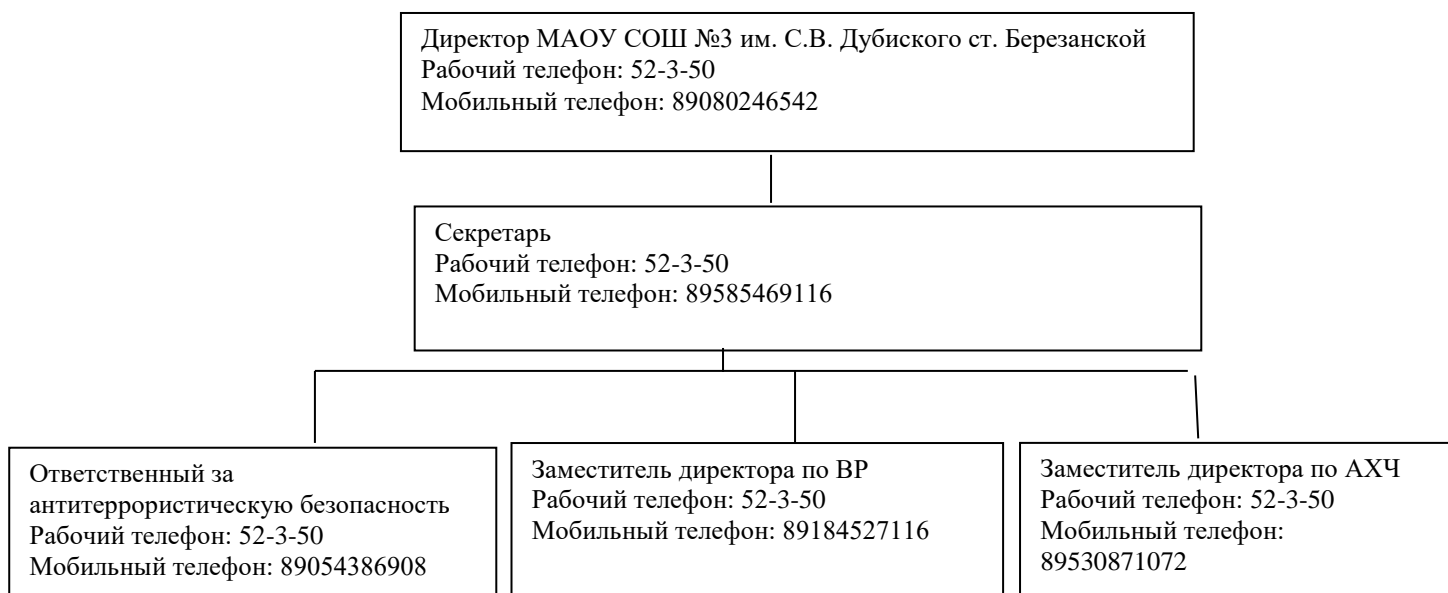 Директор МАОУ СОШ №3 им. С.В. Дубиского ст. Березанской
Рабочий телефон: 52-3-50
Мобильный телефон: 89080246542
Секретарь
Рабочий телефон: 52-3-50
Мобильный телефон: 89585469116
Ответственный за
антитеррористическую безопасность
Рабочий телефон: 52-3-50
Мобильный телефон: 89054386908
Заместитель директора по ВР
Рабочий телефон: 52-3-50
Мобильный телефон: 89184527116
Заместитель директора по АХЧ
Рабочий телефон: 52-3-50
Мобильный телефон:
89530871072